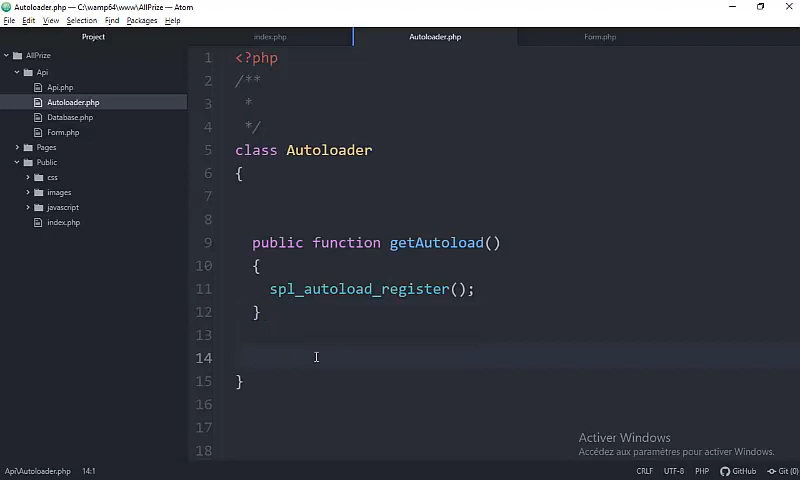 Autoloader.php — C:\wamp64\www\AllPrize — Atom
File Edit View Selection Find Packages Help
Project index.php Autoloader.php Form.php
AllPrize
Api
Api.php
Autoloader.php
Database.php
Form.php
Pages
Public
css
images
javascript
index.php
1 <?php
2 /**
3 *
4 */
5 class Autoloader
6 {
7
8
9 public function getAutoload()
10 {
11 spl_autoload_register();
12 }
13
14
15 }
16
17
18
Activer Windows
Accédez aux paramètres pour activer Windows.
Api\Autoloader.php 14:1 CRLF UTF-8 PHP GitHub Git (0)